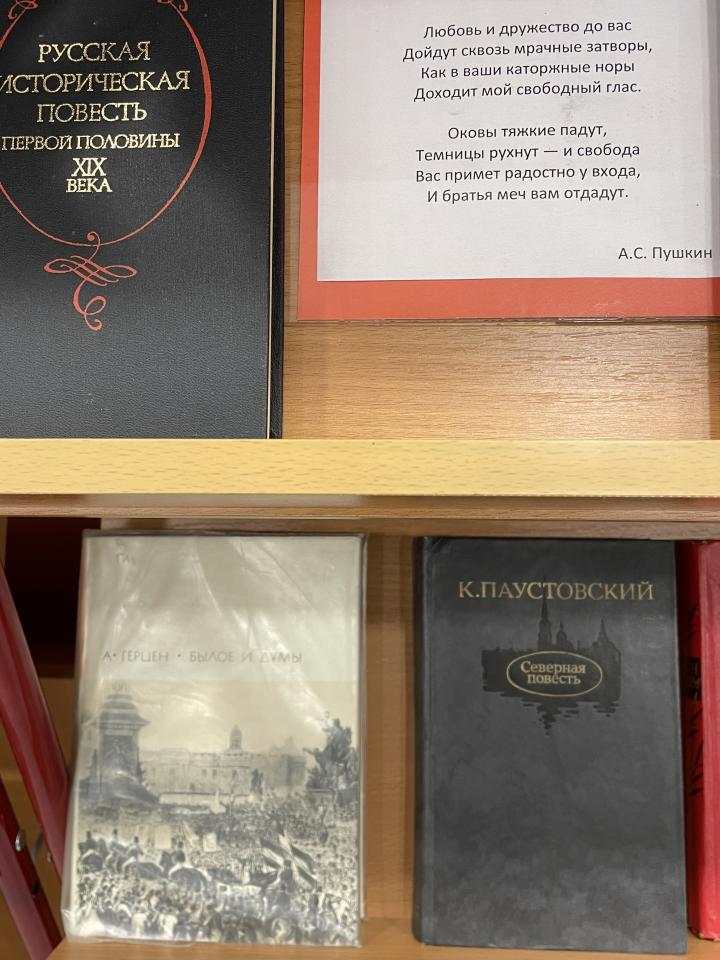 РУССКАЯ
ИСТОРИЧЕСКАЯ
ПОВЕСТЬ
ПЕРВОЙ ПОЛОВИНЫ
XIX
ВЕКА
Любовь и дружество до вас
Дойдут сквозь мрачные затворы,
Как в ваши каторжные норы
Доходит мой свободный глас.
Оковы тяжкие падут,
Темницы рухнут — и свобода
Вас примет радостно у входа,
И братья меч вам отдадут.
А.С. Пушкин
А• ГЕРЦЕН • БЫЛОЕ И ДУМЫ
К.ПАУСТОВСКИЙ
Северная
повесть